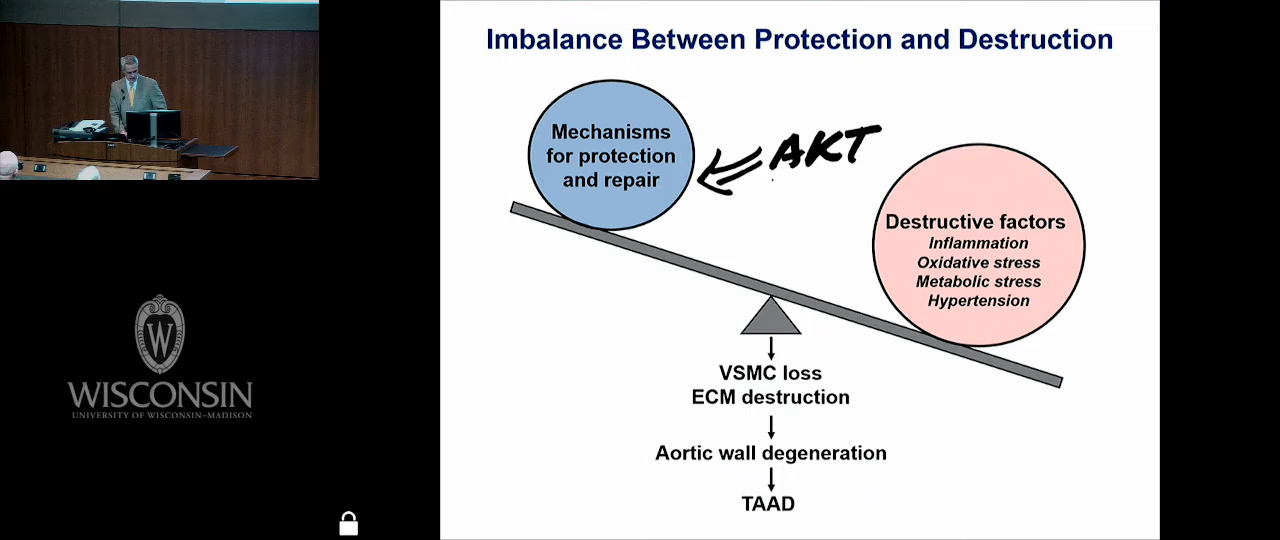 Imbalance Between Protection and Destruction
Mechanisms
for protection
and repair
AKT
Destructive factors
Inflammation
Oxidative stress
Metabolic stress
Hypertension
VSMC loss
ECM destruction
Aortic wall degeneration
TAAD
W
WISCONSIN
UNIVERSITY OF WISCONSIN–MADISON